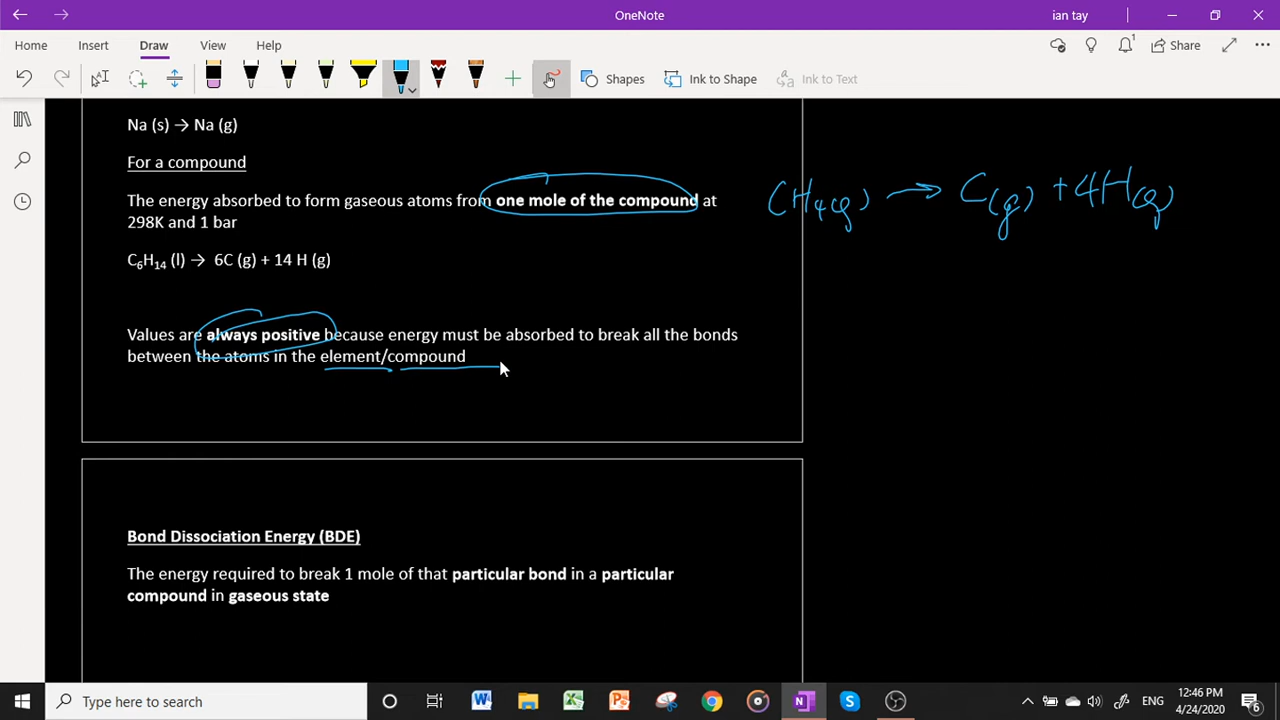 OneNote
ian tay
Home Insert Draw View Help
Share
Shapes Ink to Shape Ink to Text
Na (s) → Na (g)
For a compound
The energy absorbed to form gaseous atoms from one mole of the compound at
298K and 1 bar
CH₄(g) → C(g) + 4H(g)
C₆H₁₄ (l) → 6C (g) + 14 H (g)
Values are always positive because energy must be absorbed to break all the bonds
between the atoms in the element/compound
Bond Dissociation Energy (BDE)
The energy required to break 1 mole of that particular bond in a particular
compound in gaseous state
Type here to search
ENG
12:46 PM
4/24/2020
6